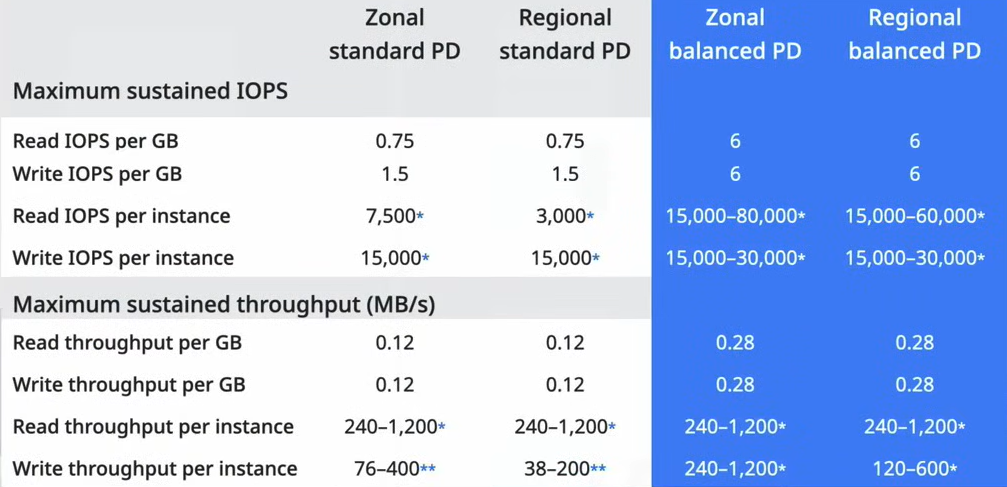 Zonal standard PD Regional standard PD Zonal balanced PD Regional balanced PD
Maximum sustained IOPS
Read IOPS per GB 0.75 0.75 6 6
Write IOPS per GB 1.5 1.5 6 6
Read IOPS per instance 7,500* 3,000* 15,000–80,000* 15,000–60,000*
Write IOPS per instance 15,000* 15,000* 15,000–30,000* 15,000–30,000*
Maximum sustained throughput (MB/s)
Read throughput per GB 0.12 0.12 0.28 0.28
Write throughput per GB 0.12 0.12 0.28 0.28
Read throughput per instance 240–1,200* 240–1,200* 240–1,200* 240–1,200*
Write throughput per instance 76–400** 38–200** 240–1,200* 120–600*